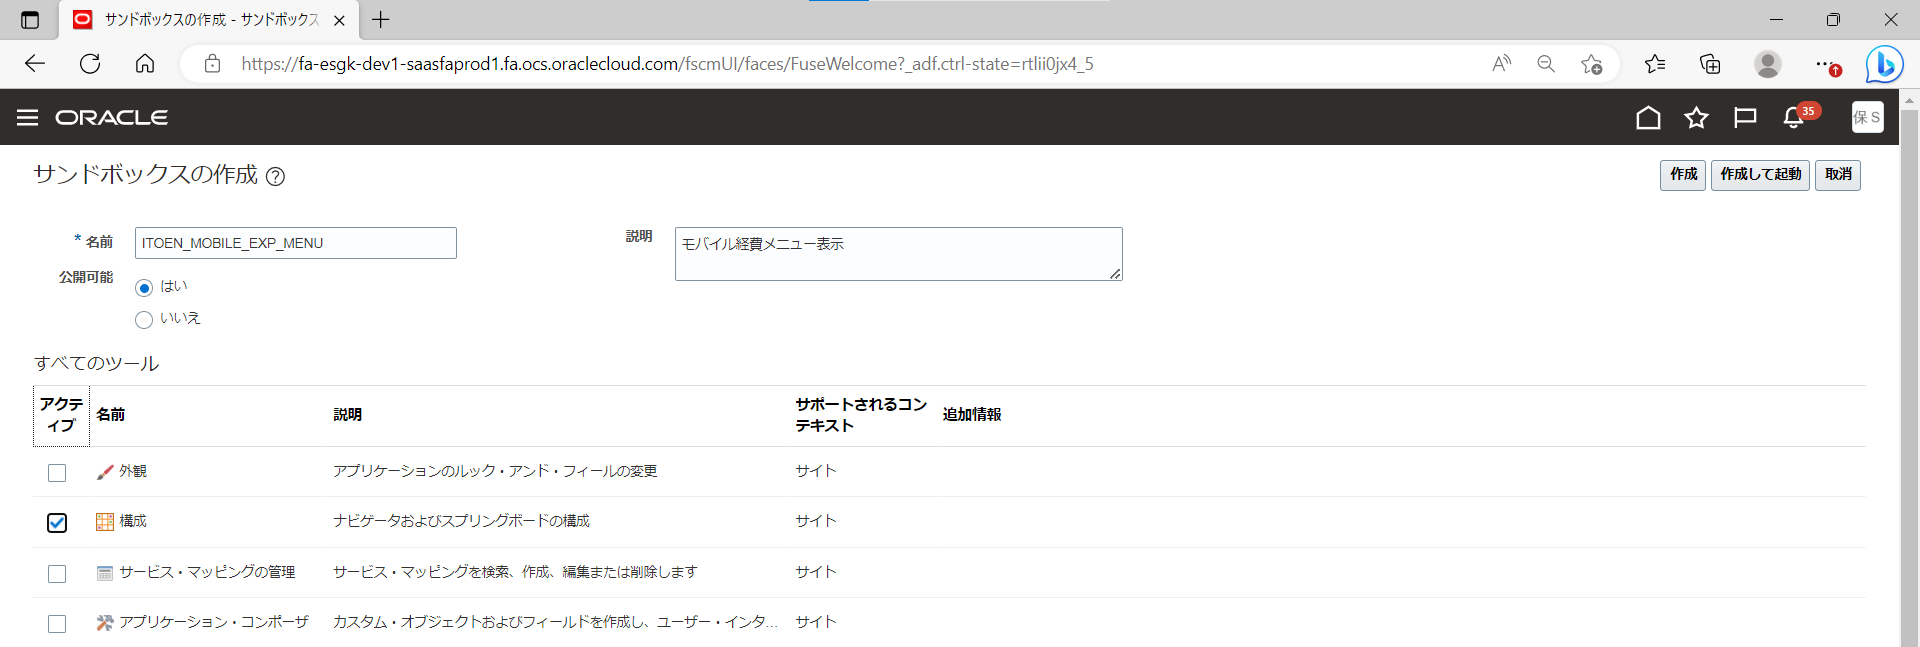 サンドボックスの作成 - サンドボックス
https://fa-esgk-dev1-saasfaprod1.fa.ocs.oraclecloud.com/fscmUI/faces/FuseWelcome?_adf.ctrl-state=rtlii0jx4_5
ORACLE
35
保 S
サンドボックスの作成
作成 作成して起動 取消
* 名前 ITOEN_MOBILE_EXP_MENU
説明 モバイル経費メニュー表示
公開可能 はい
いいえ
すべてのツール
アクティブ 名前 説明 サポートされるコンテキスト 追加情報
外観 アプリケーションのルック・アンド・フィールの変更 サイト
構成 ナビゲータおよびスプリングボードの構成 サイト
サービス・マッピングの管理 サービス・マッピングを検索、作成、編集または削除します サイト
アプリケーション・コンポーザ カスタム・オブジェクトおよびフィールドを作成し、ユーザー・インタ... サイト